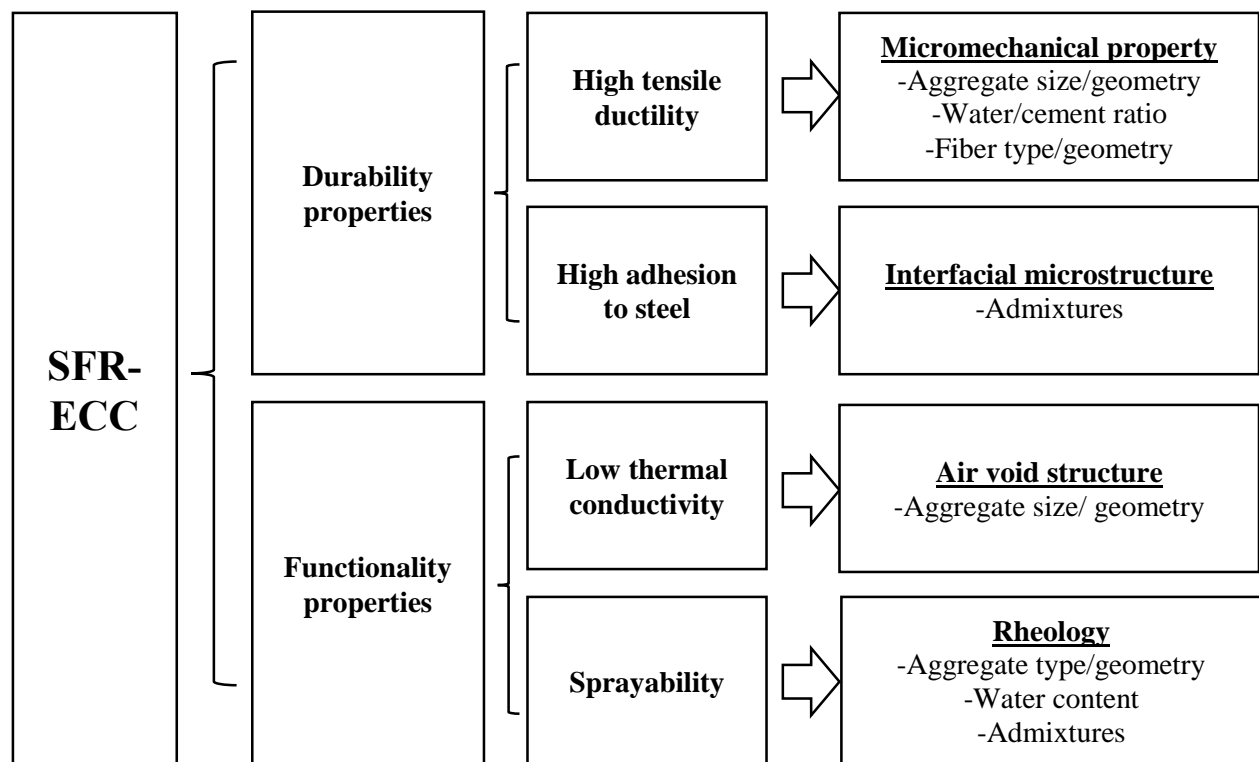 SFR-
ECC
Durability
properties
High tensile
ductility
Micromechanical property
-Aggregate size/geometry
-Water/cement ratio
-Fiber type/geometry
High adhesion
to steel
Interfacial microstructure
-Admixtures
Functionality
properties
Low thermal
conductivity
Air void structure
-Aggregate size/ geometry
Sprayability
Rheology
-Aggregate type/geometry
-Water content
-Admixtures